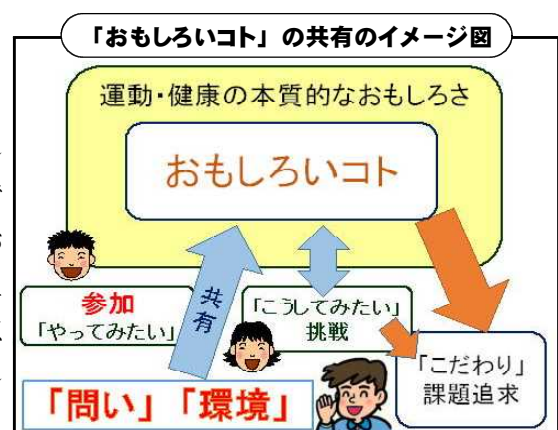 「おもしろいコト」の共有のイメージ図
運動・健康の本質的なおもしろさ
おもしろいコト
共有
参加
「やってみたい」
「こうしてみたい」
挑戦
「こだわり」
課題追求
「問い」「環境」